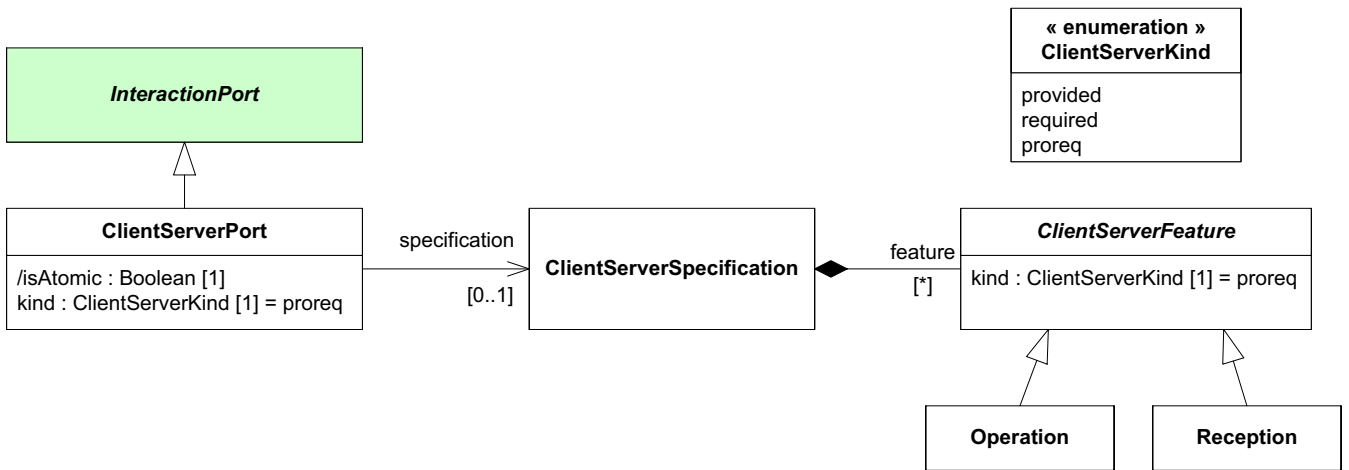 « enumeration »
ClientServerKind
provided
required
proreq
InteractionPort
ClientServerPort
/isAtomic : Boolean [1]
kind : ClientServerKind [1] = proreq
specification
[0..1]
ClientServerSpecification
feature
[*]
ClientServerFeature
kind : ClientServerKind [1] = proreq
Operation
Reception